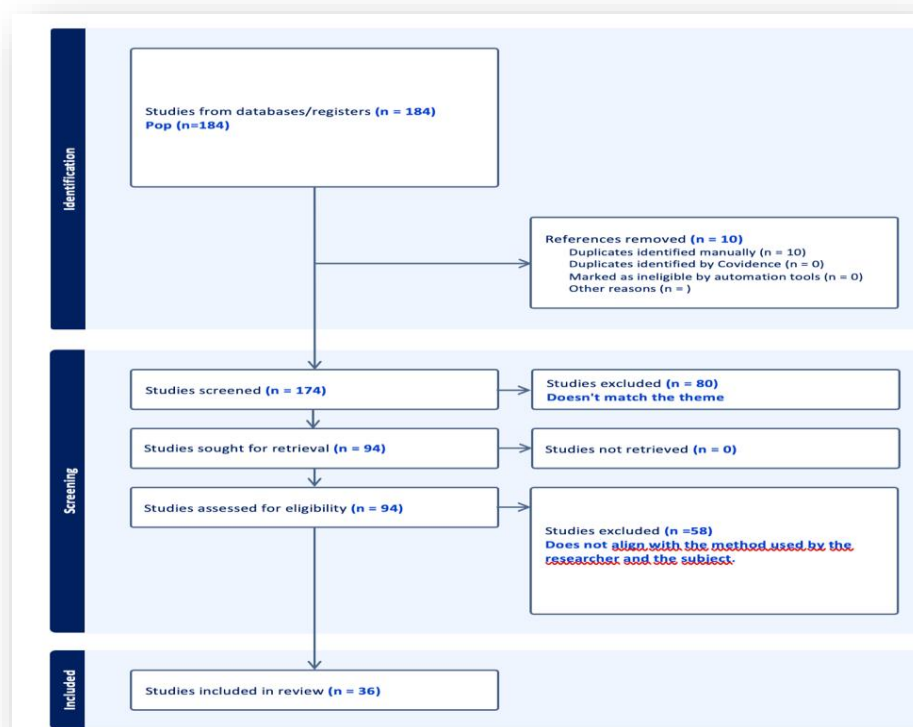 Identification
Studies from databases/registers (n = 184)
Pop (n=184)
References removed (n = 10)
Duplicates identified manually (n = 10)
Duplicates identified by Covidence (n = 0)
Marked as ineligible by automation tools (n = 0)
Other reasons (n = )
Screening
Studies screened (n = 174)
Studies excluded (n = 80)
Doesn't match the theme
Studies sought for retrieval (n = 94)
Studies not retrieved (n = 0)
Studies assessed for eligibility (n = 94)
Studies excluded (n =58)
Does not align with the method used by the
researcher and the subject.
Included
Studies included in review (n = 36)